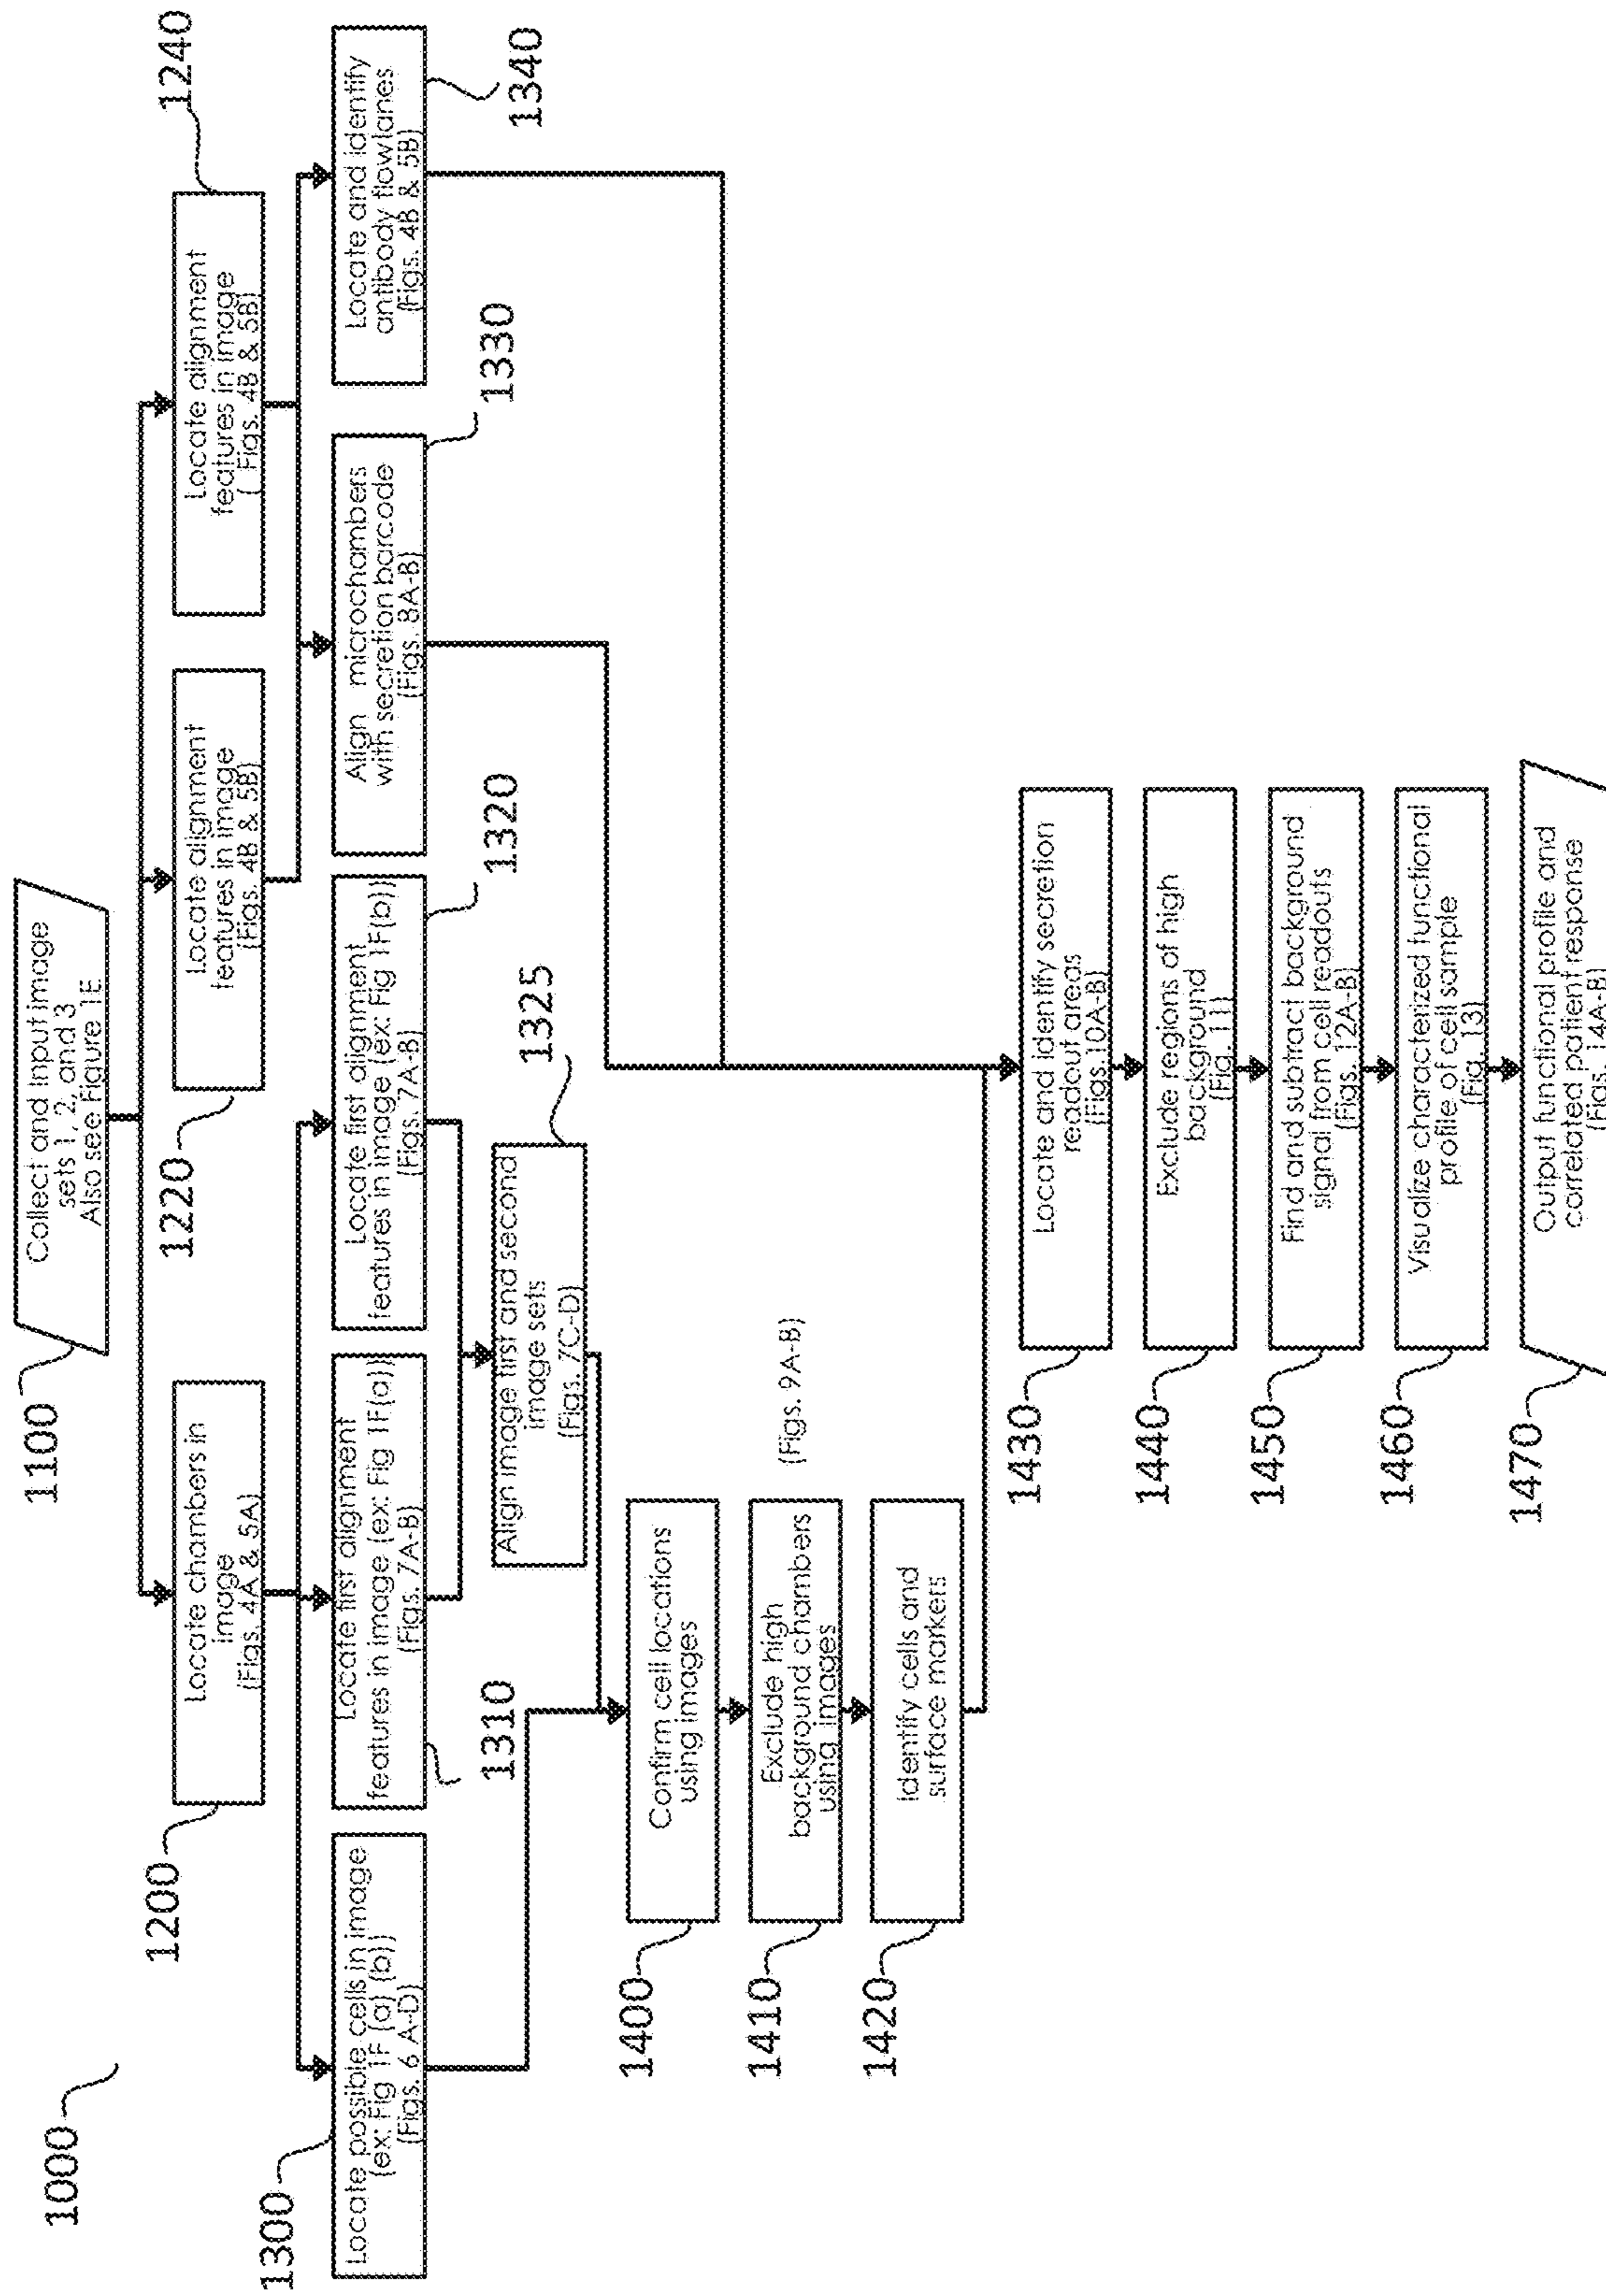 1000
1100
Collect and Input image
sets 1, 2, and 3
Also see Figure 1E
1200
Locate chambers in
image
(Figs. 4A & 5A)
1220
Locate alignment
features in image
(Figs. 4B & 5B)
1240
Locate alignment
features in image
( Figs. 4B & 5B)
1300
Locate possible cells in image
(ex: Fig 1F (a) (b))
(Figs. 6 A-D)
1310
Locate first alignment
features in image (ex: Fig 1F(a))
(Figs. 7A-B)
1320
Locate first alignment
features in image (ex: Fig 1F(b))
(Figs. 7A-B)
1325
Align image first and second
image sets
(Figs. 7C-D)
1330
Align microchambers
with secretion barcode
(Figs. 8A-B)
1340
Locate and identify
antibody flow lanes
(Figs. 4B & 5B)
1400
Confirm cell locations
using images
1410
Exclude high
background chambers
using images
(Figs. 9A-B)
1420
Identify cells and
surface markers
1430
Locate and identify secretion
readout areas
(Figs.10A-B)
1440
Exclude regions of high
background
(Fig. 11)
1450
Find and subtract background
signal from cell readouts
(Figs. 12A-B)
1460
Visualize characterized functional
profile of cell sample
(Fig. 13)
1470
Output functional profile and
correlated patient response
(Figs. 14A-B)